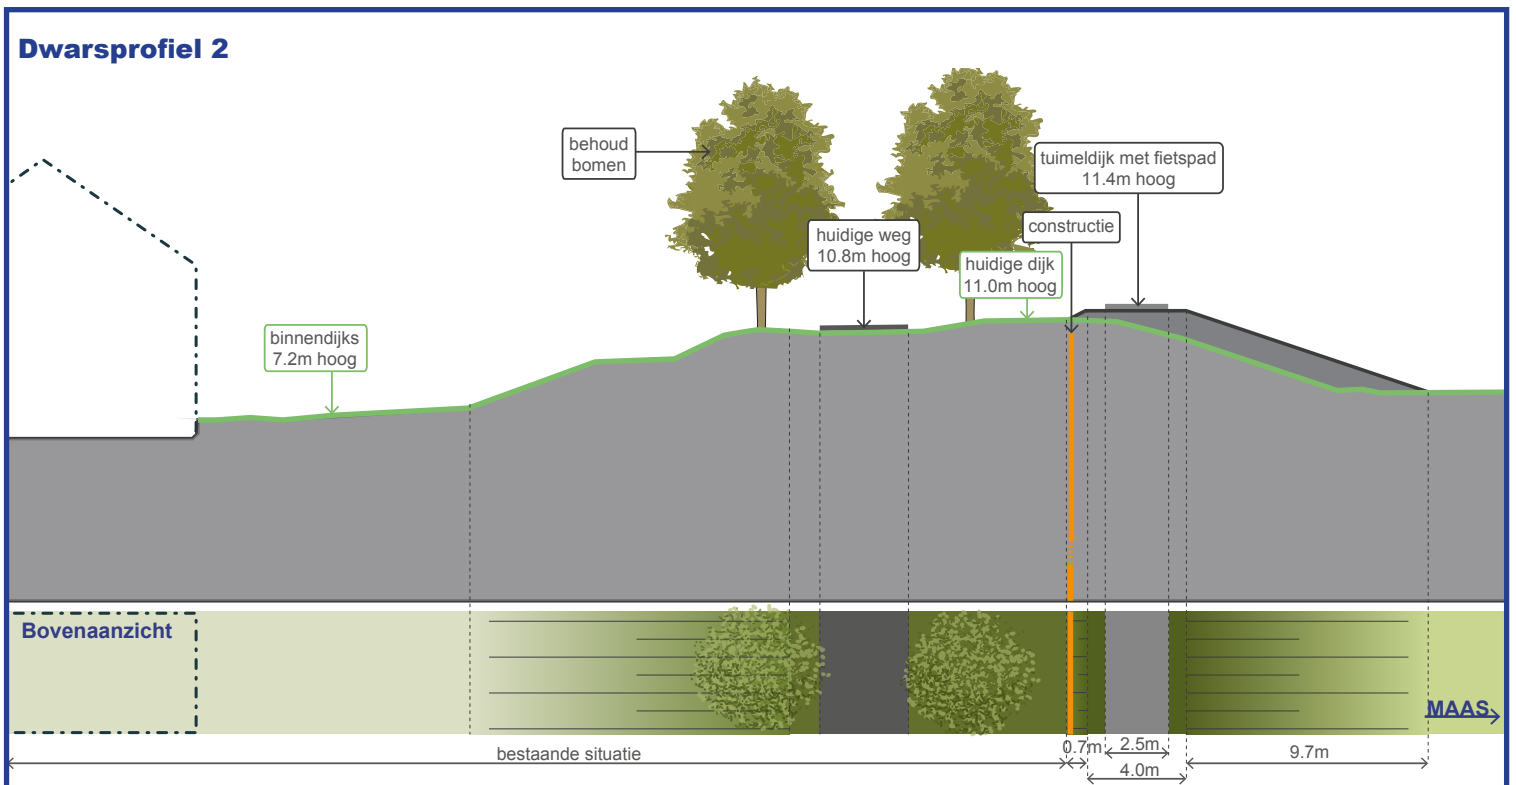 Dwarsprofiel 2
behoud
bomen
tuimeldijk met fietspad
11.4m hoog
constructie
huidige weg
10.8m hoog
huidige dijk
11.0m hoog
binnendijks
7.2m hoog
Bovenaanzicht
MAAS
bestaande situatie
0.7m
2.5m
9.7m
4.0m